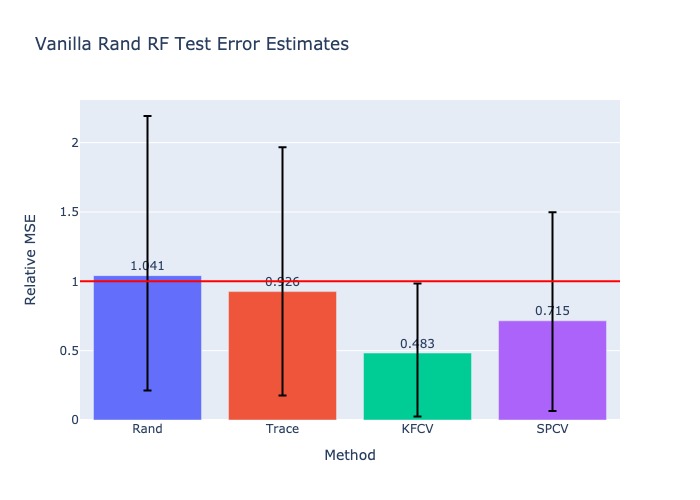 Vanilla Rand RF Test Error Estimates
Relative MSE
2
1.5
1
0.5
0
1.041
0.926
0.483
0.715
Rand
Trace
KFCV
SPCV
Method